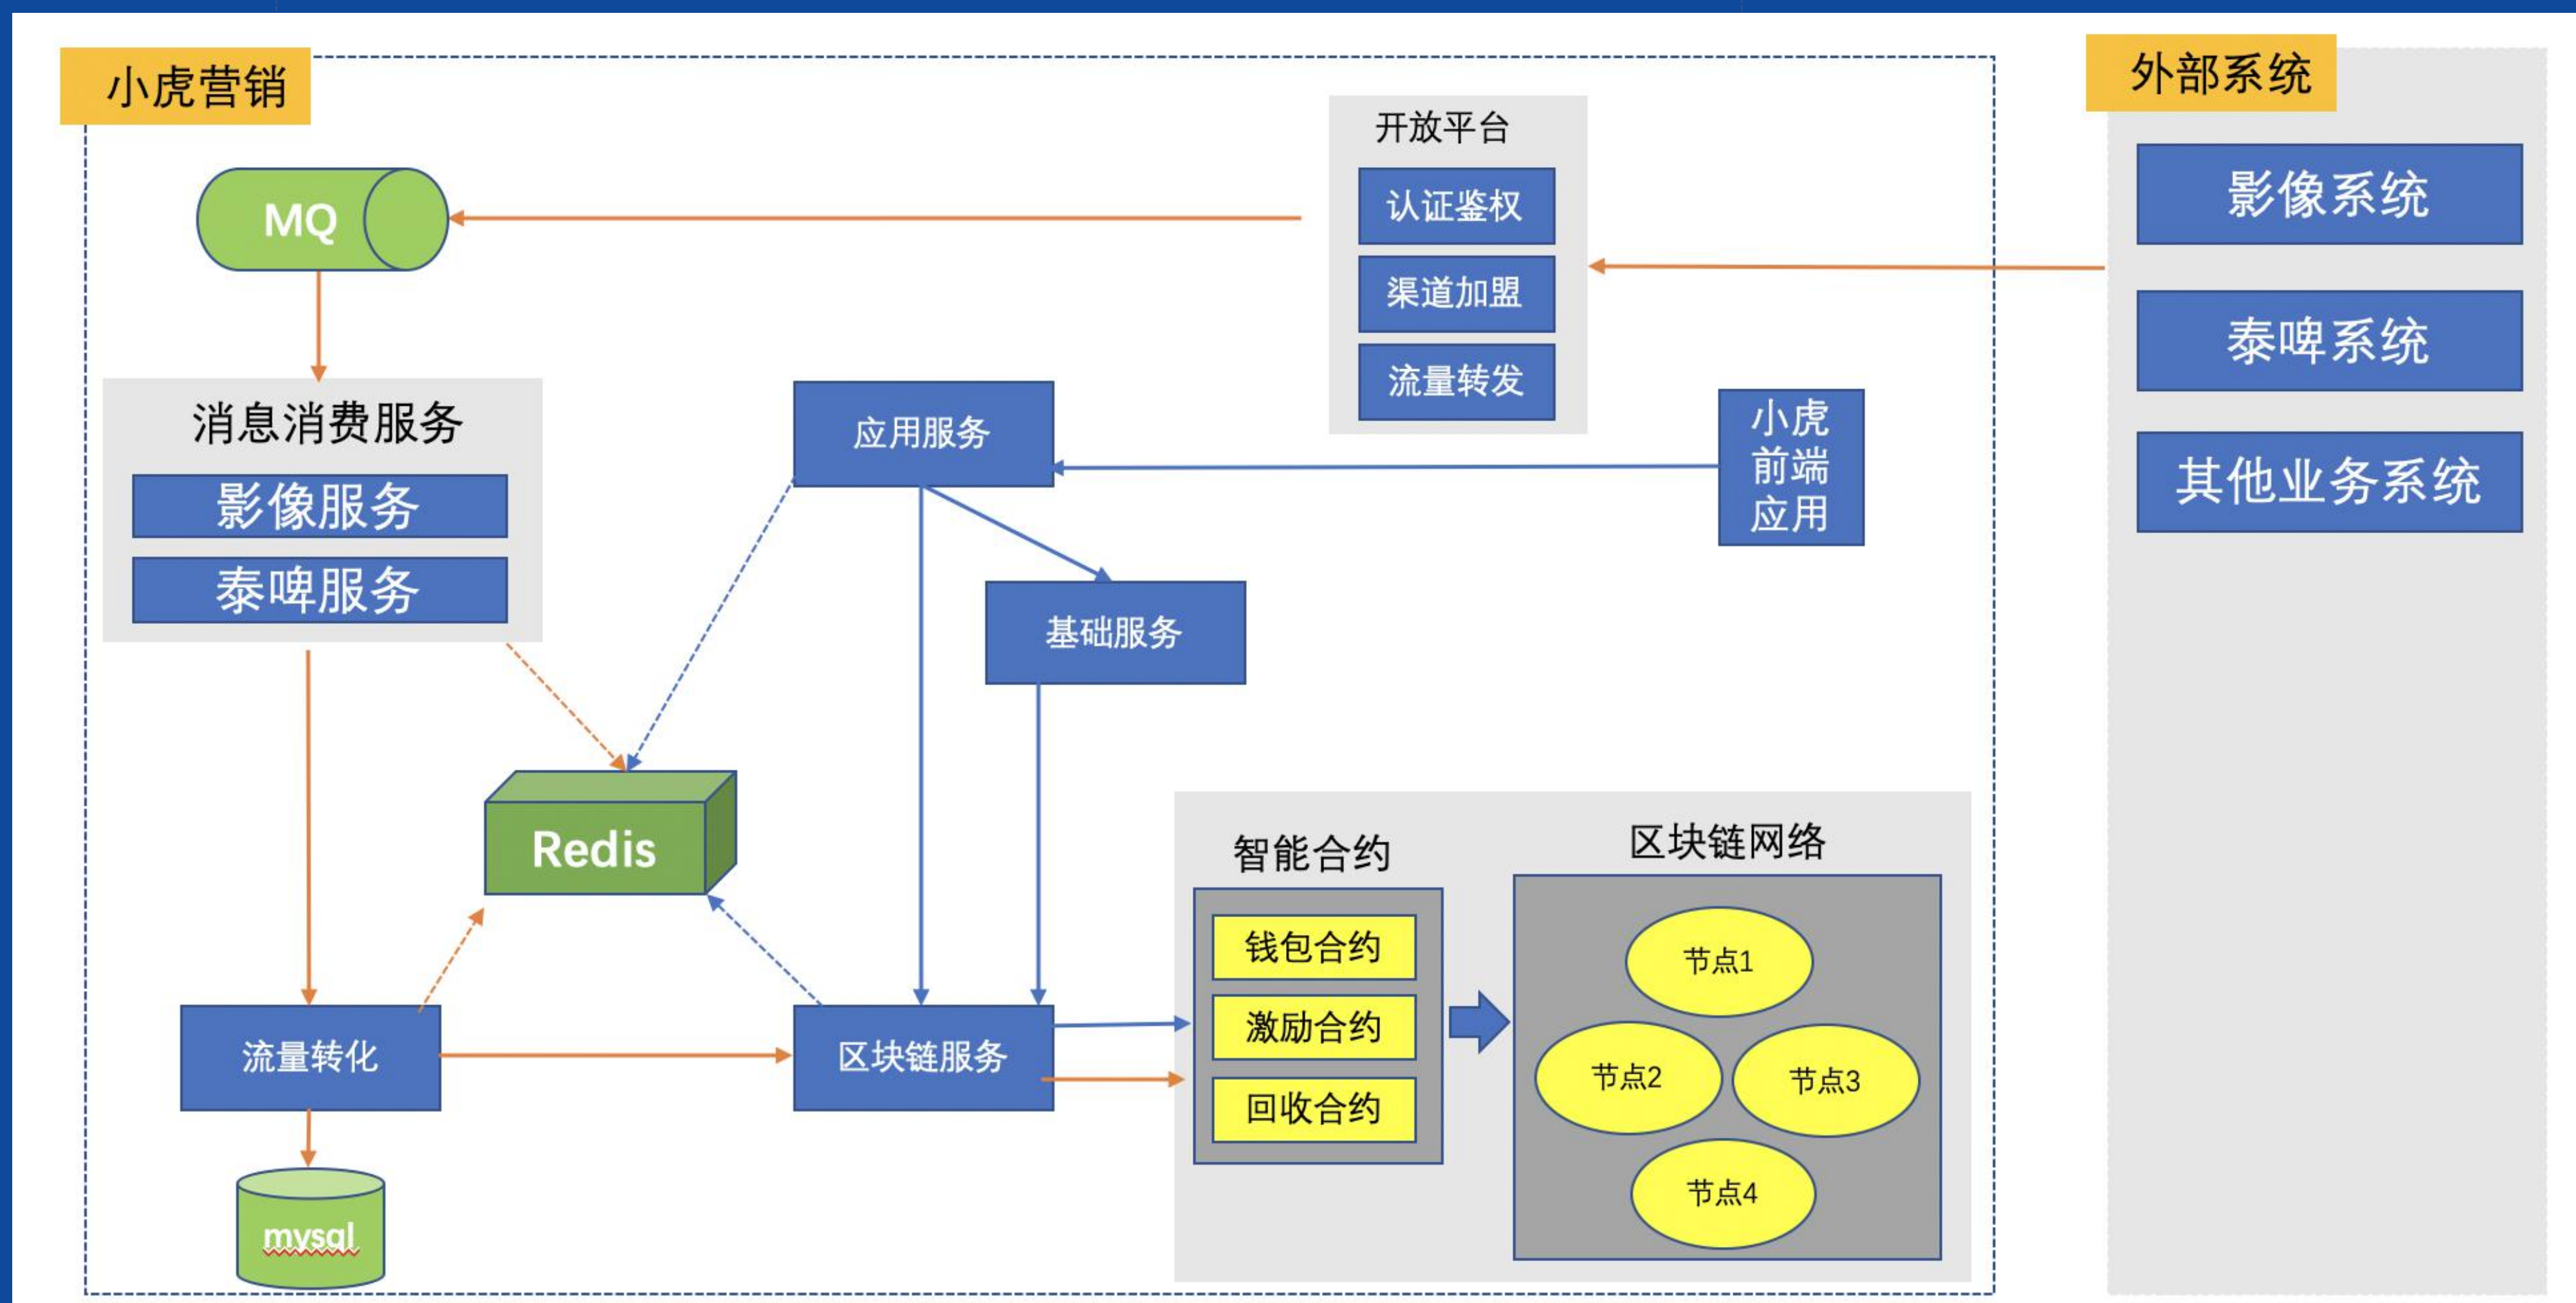 小虎营销
外部系统
开放平台
认证鉴权
渠道加盟
流量转发
影像系统
泰啤系统
其他业务系统
MQ
消息消费服务
影像服务
泰啤服务
应用服务
小虎
前端
应用
基础服务
Redis
智能合约
钱包合约
激励合约
回收合约
区块链网络
节点1
节点2
节点3
节点4
流量转化
区块链服务
mysql